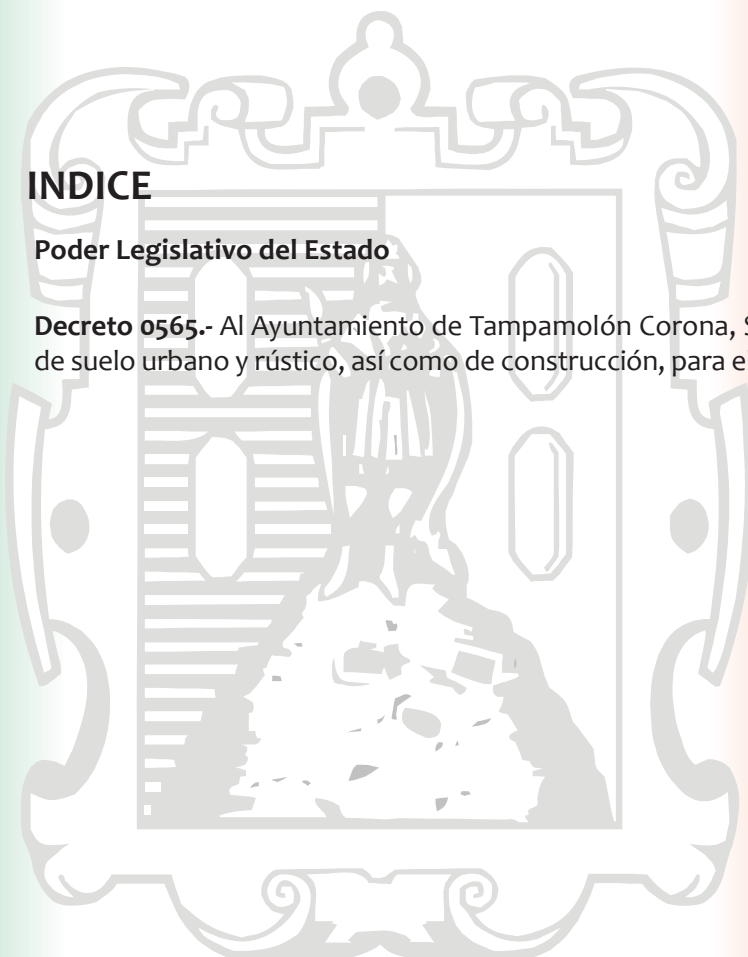 INDICE
Poder Legislativo del Estado
Decreto 0565.- Al Ayuntamiento de Tampamolón Corona,
de suelo urbano y rústico, así como de construcción, para